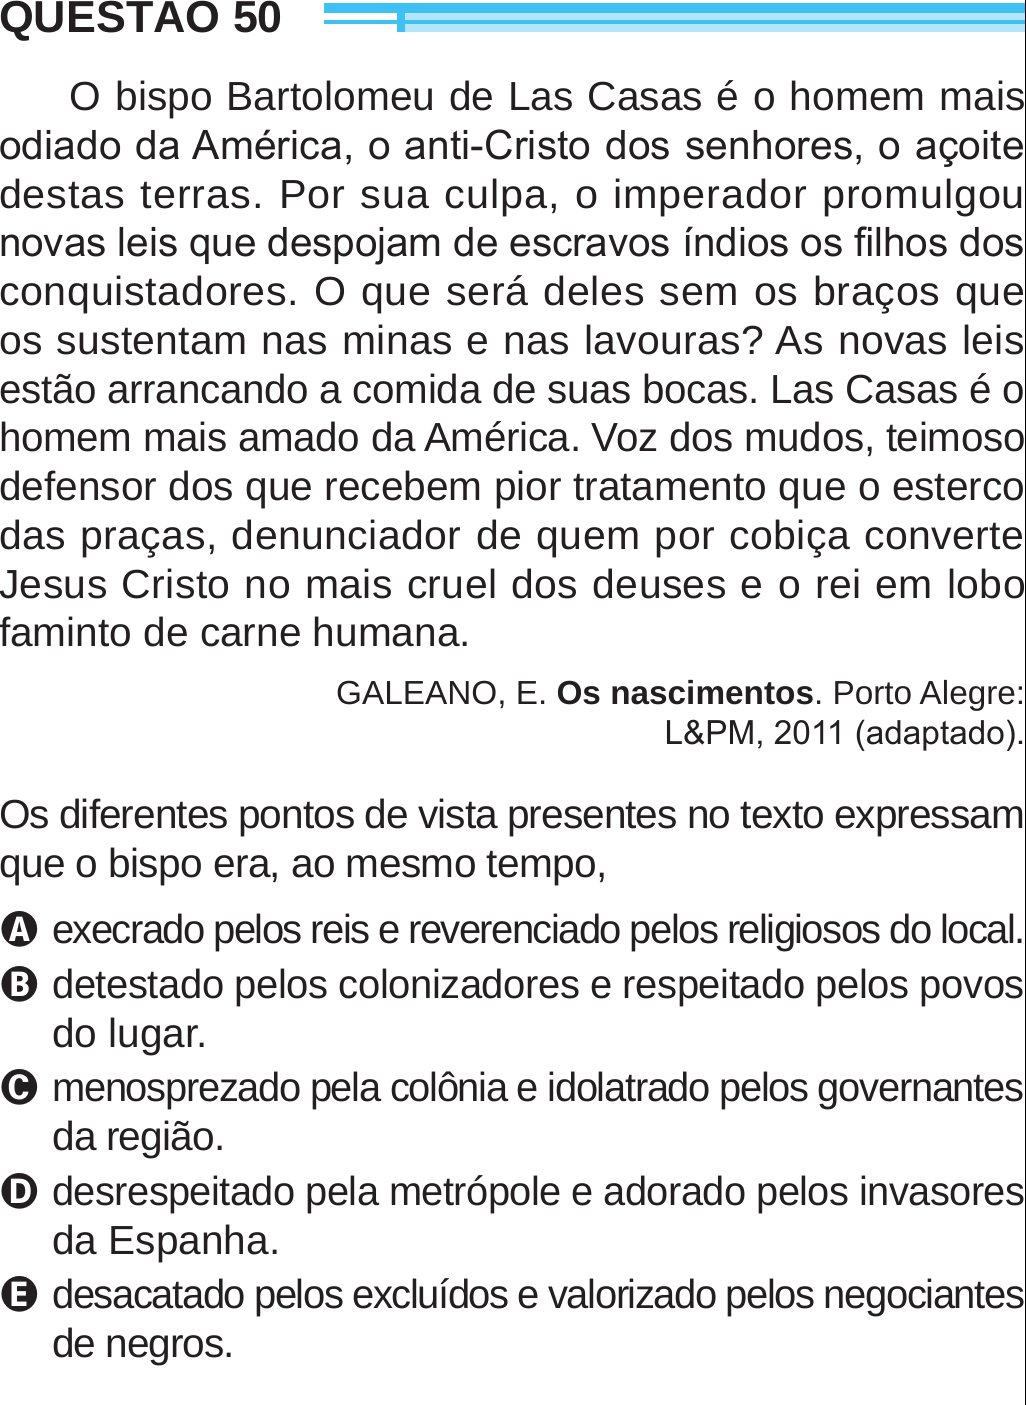 QUESTÃO 50
O bispo Bartolomeu de Las Casas é o homem mais
odiado da América, o anti-Cristo dos senhores, o açoite
destas terras. Por sua culpa, o imperador promulgou
novas leis que despojam de escravos índios os filhos dos
conquistadores. O que será deles sem os braços que
os sustentam nas minas e nas lavouras? As novas leis
estão arrancando a comida de suas bocas. Las Casas é o
homem mais amado da América. Voz dos mudos, teimoso
defensor dos que recebem pior tratamento que o esterco
das praças, denunciador de quem por cobiça converte
Jesus Cristo no mais cruel dos deuses e o rei em lobo
faminto de carne humana.
GALEANO, E. Os nascimentos. Porto Alegre:
L&PM, 2011 (adaptado).
Os diferentes pontos de vista presentes no texto expressam
que o bispo era, ao mesmo tempo,
A execrado pelos reis e reverenciado pelos religiosos do local.
B detestado pelos colonizadores e respeitado pelos povos
do lugar.
C menosprezado pela colônia e idolatrado pelos governantes
da região.
D desrespeitado pela metrópole e adorado pelos invasores
da Espanha.
E desacatado pelos excluídos e valorizado pelos negociantes
de negros.